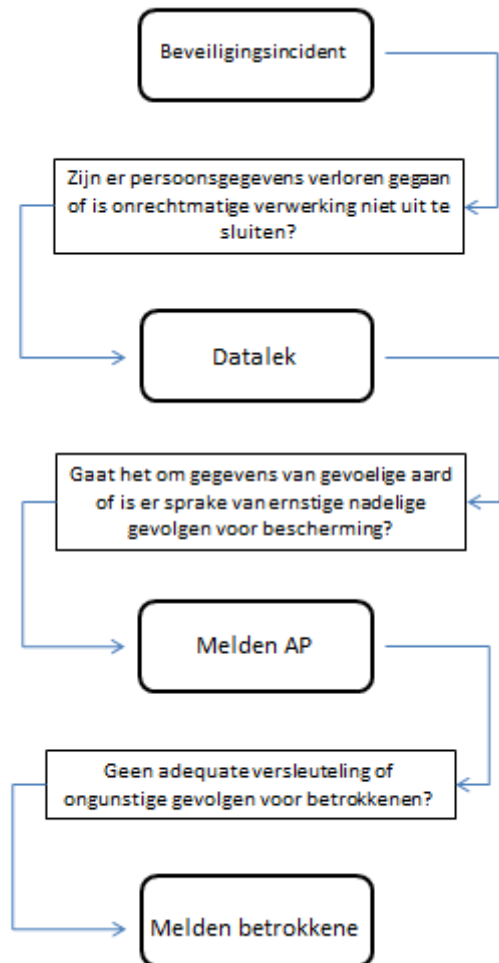 Beveiligingsincident
Zijn er persoonsgegevens verloren gegaan
of is onrechtmatige verwerking niet uit te
sluiten?
Datalek
Gaat het om gegevens van gevoelige aard
of is er sprake van ernstige nadelige
gevolgen voor bescherming?
Melden AP
Geen adequate versleuteling of
ongunstige gevolgen voor betrokkenen?
Melden betrokkene